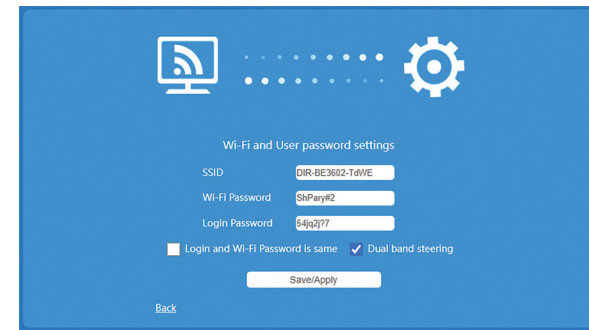 Wi-Fi and User password settings
SSID DIR-BE3602-TdWE
Wi-Fi Password ShPary#2
Login Password 54jq2j?7
Login and Wi-Fi Password is same Dual band steering
Save/Apply
Back